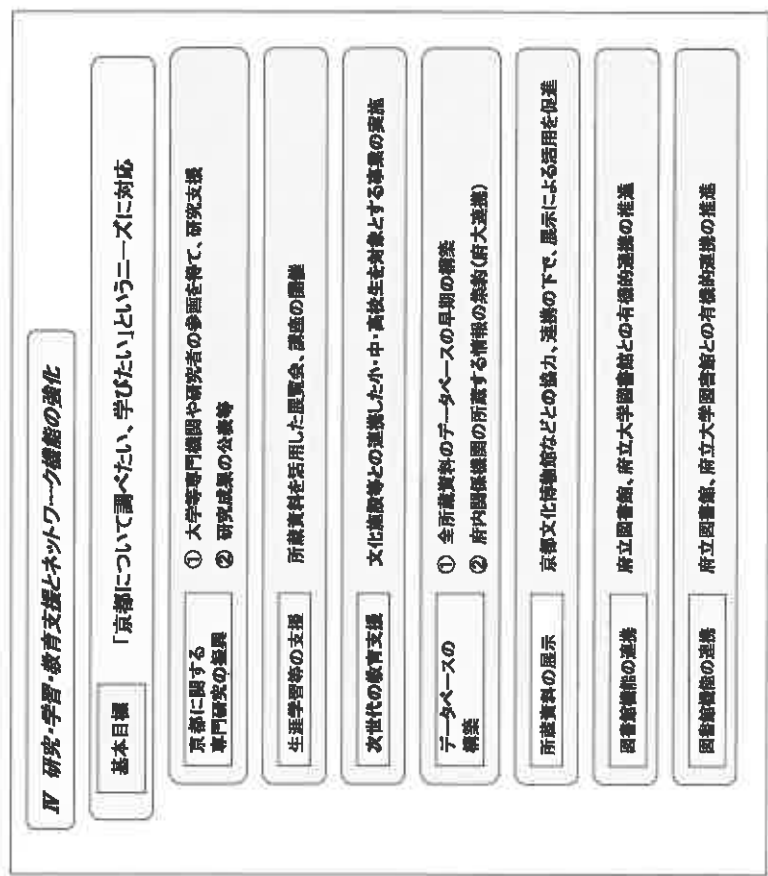 Ⅳ 研究・学習・教育支援とネットワーク機能の強化
基本目標 「京都について調べたい、学びたい」というニーズに対応
京都に関する
専門研究の振興
① 大学等専門機関や研究者の参画を得て、研究支援
② 研究成果の公表等
生涯学習等の支援 所蔵資料を活用した展覧会、講座の開催
次世代の教育支援 文化施設等との連携した小・中・高校生を対象とする事業の実施
データベースの
構築
① 全所蔵資料のデータベースの早期の構築
② 府内関係機関の所蔵する情報の集約(府大連携)
所蔵資料の展示 京都文化博物館などとの協力、連携の下で、展示による活用を促進
図書館機能の連携 府立図書館、府立大学図書館との有機的連携の推進
図書館機能の連携 府立図書館、府立大学図書館との有機的連携の推進